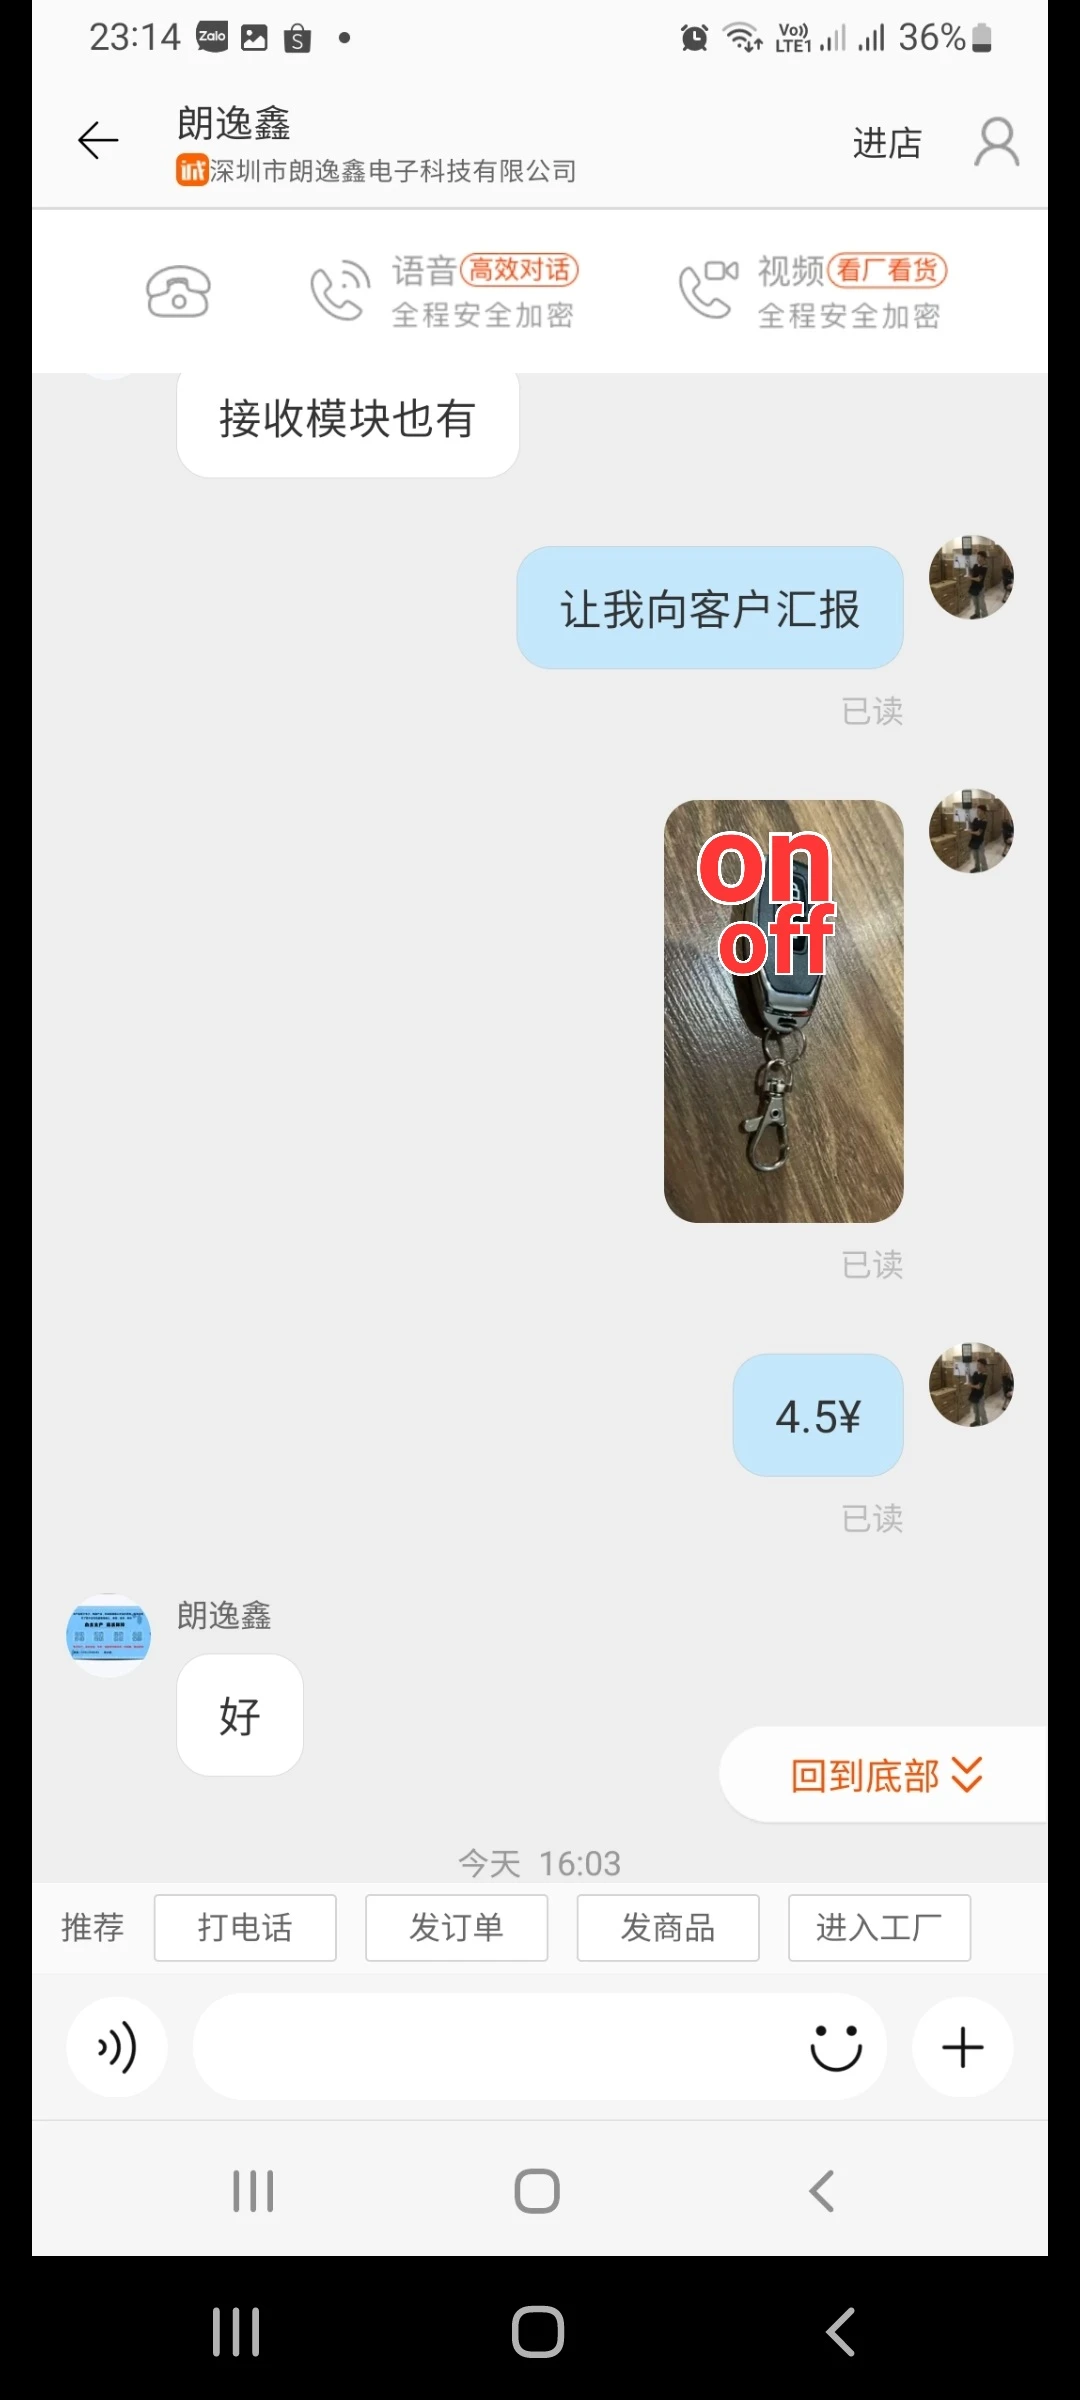 23:14 Zalo S Vo)) LTE1 36%
朗逸鑫
深圳市朗逸鑫电子科技有限公司
进店
语音 高效对话
全程安全加密
视频 看厂看货
全程安全加密
接收模块也有
让我向客户汇报
已读
on
off
已读
4.5¥
已读
朗逸鑫
好
回到底部
今天 16:03
推荐 打电话 发订单 发商品 进入工厂